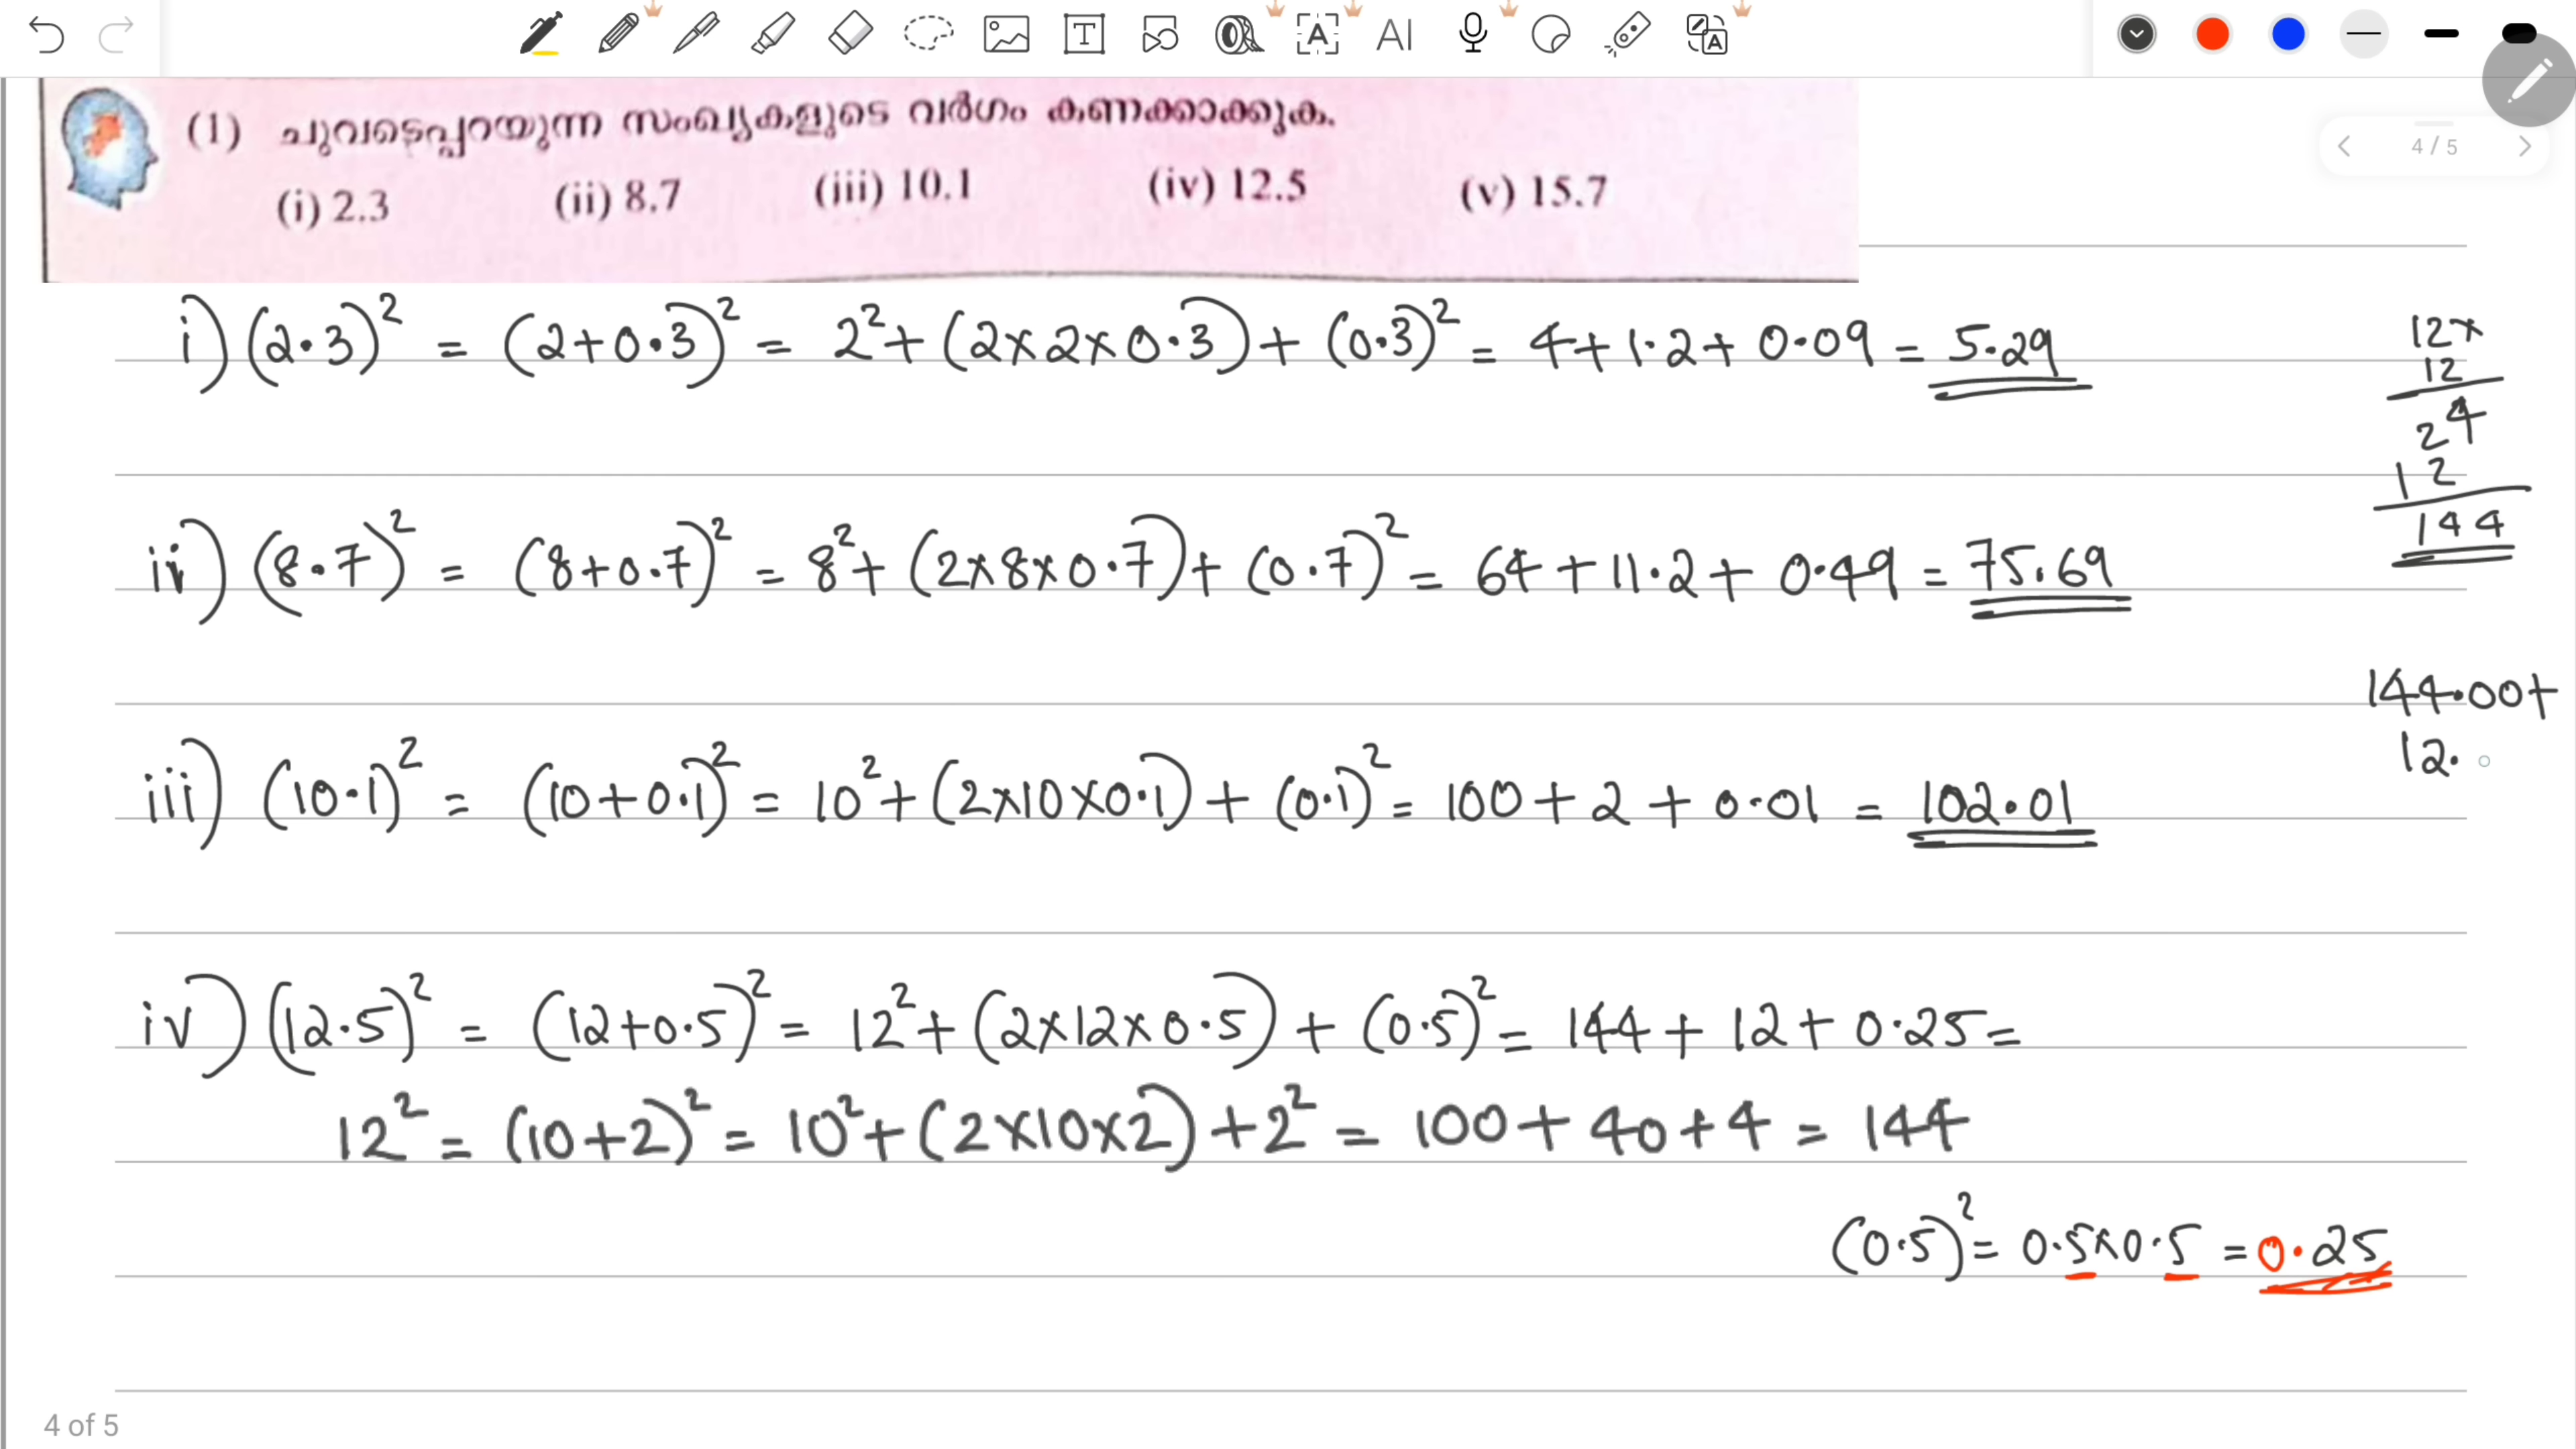 4 / 5
(1) ചുവടെപ്പറയുന്ന സംഖ്യകളുടെ വർഗം കണക്കാക്കുക.
(i) 2.3 (ii) 8.7 (iii) 10.1 (iv) 12.5 (v) 15.7
i) (2.3)² = (2+0.3)² = 2² + (2×2×0.3) + (0.3)² = 4+1.2+0.09 = 5.29
12×
12
24
12
144
ii) (8.7)² = (8+0.7)² = 8² + (2×8×0.7) + (0.7)² = 64+11.2+0.49 = 75.69
144.00+
12.
iii) (10.1)² = (10+0.1)² = 10² + (2×10×0.1) + (0.1)² = 100+2+0.01 = 102.01
iv) (12.5)² = (12+0.5)² = 12² + (2×12×0.5) + (0.5)² = 144+12+0.25=
12² = (10+2)² = 10² + (2×10×2) + 2² = 100+40+4 = 144
(0.5)² = 0.5×0.5 = 0.25
4 of 5